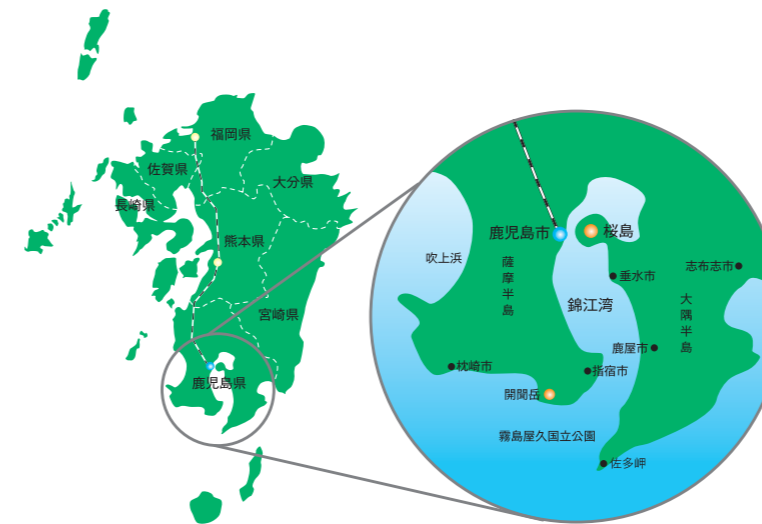 福岡県
佐賀県
大分県
長崎県
熊本県
宮崎県
鹿児島県
鹿児島市
桜島
吹上浜
薩摩半島
垂水市
志布志市
錦江湾
大隅半島
鹿屋市
枕崎市
指宿市
開聞岳
霧島屋久国立公園
佐多岬